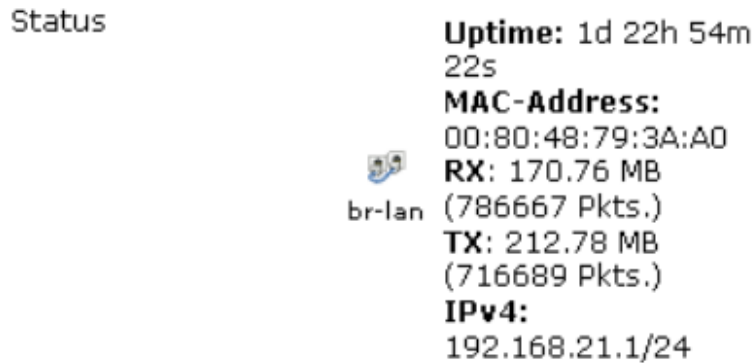 Status
Uptime: 1d 22h 54m
22s
MAC-Address:
00:80:48:79:3A:A0
RX: 170.76 MB
br-lan
(786667 Pkts.)
TX: 212.78 MB
(716689 Pkts.)
IPv4:
192.168.21.1/24